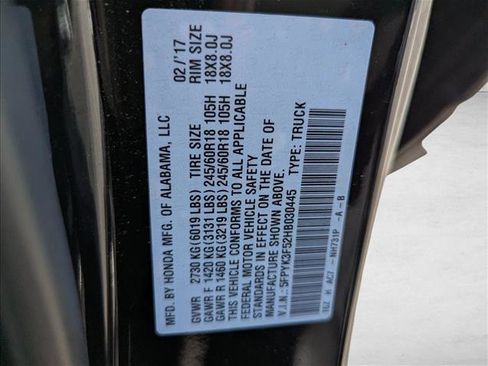 MFD. BY HONDA MFG. OF ALABAMA, LLC 02/'17
TIRE SIZE RIM SIZE
GVWR 2730 KG (6019 LBS)
GAWR F 1420 KG (3131 LBS) 245/60R18 105H 18X8.0J
GAWR R 1460 KG (3219 LBS) 245/60R18 105H 18X8.0J
THIS VEHICLE CONFORMS TO ALL APPLICABLE
FEDERAL MOTOR VEHICLE SAFETY
STANDARDS IN EFFECT ON THE DATE OF
MANUFACTURE SHOWN ABOVE.
V.I.N.: 5FPYK3F52HB030445 TYPE: TRUCK
NH731P -A-B